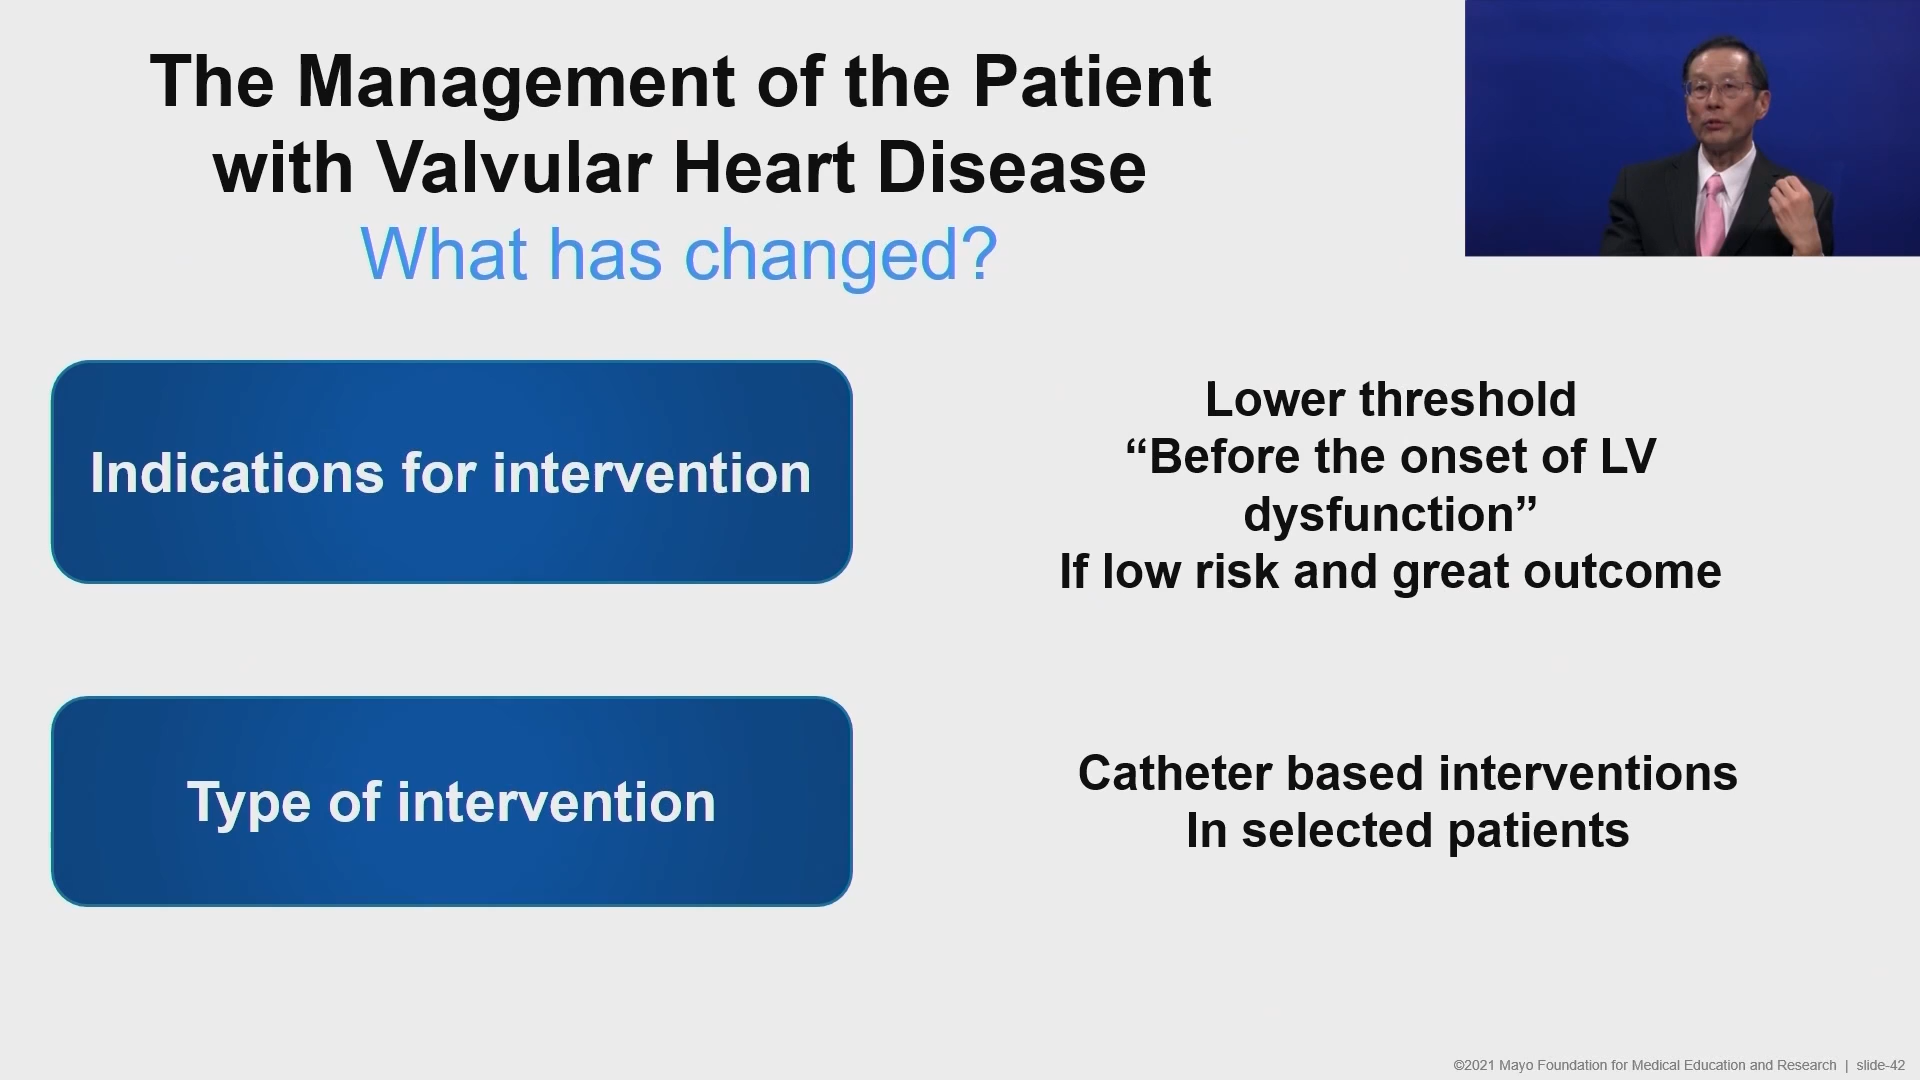 The Management of the Patient
with Valvular Heart Disease
What has changed?
Indications for intervention
Lower threshold
“Before the onset of LV
dysfunction”
If low risk and great outcome
Type of intervention
Catheter based interventions
In selected patients
©2021 Mayo Foundation for Medical Education and Research | slide-42